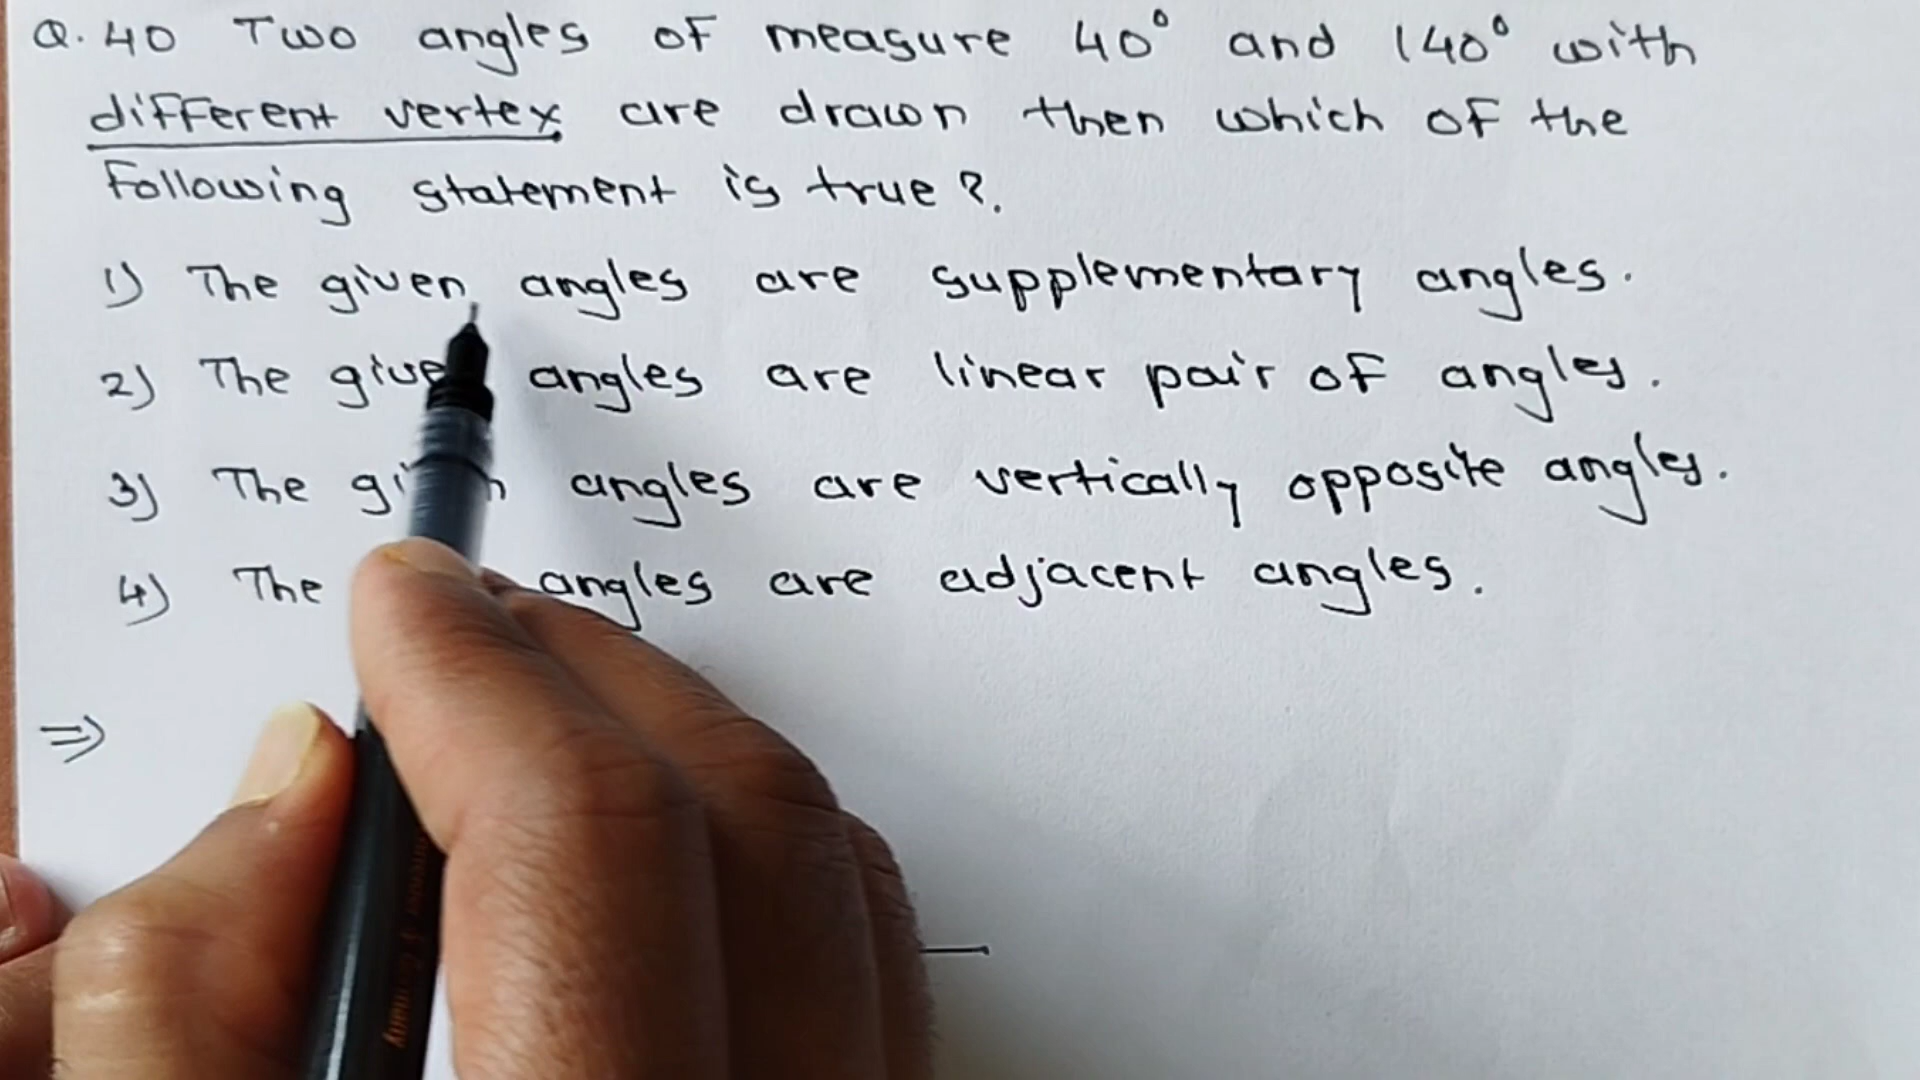 Q. 40 Two angles of measure 40° and 140° with
different vertex are drawn then which of the
following statement is true?.
1) The given angles are supplementary angles.
2) The given angles are linear pair of angles.
3) The angles are vertically opposite angles.
4) The angles are adjacent angles.
⇒